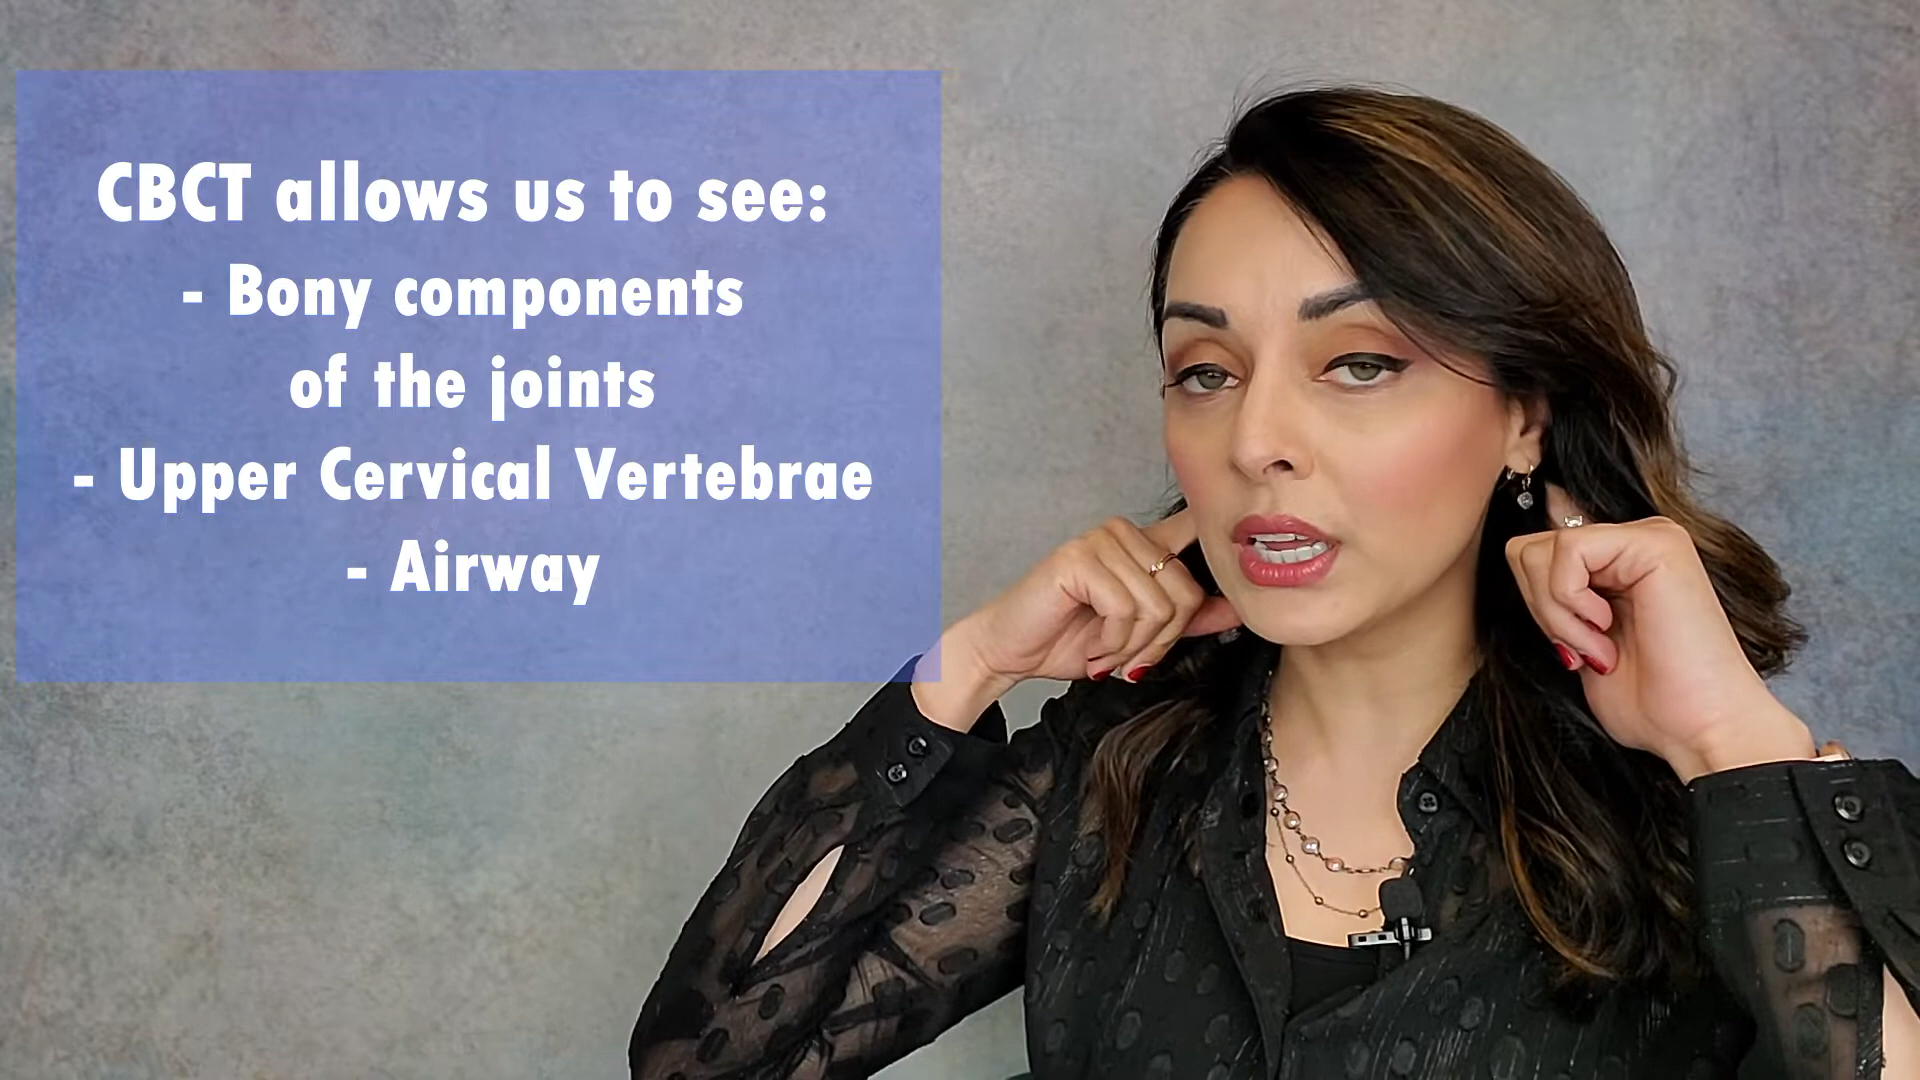 CBCT allows us to see:
- Bony components
of the joints
- Upper Cervical Vertebrae
- Airway